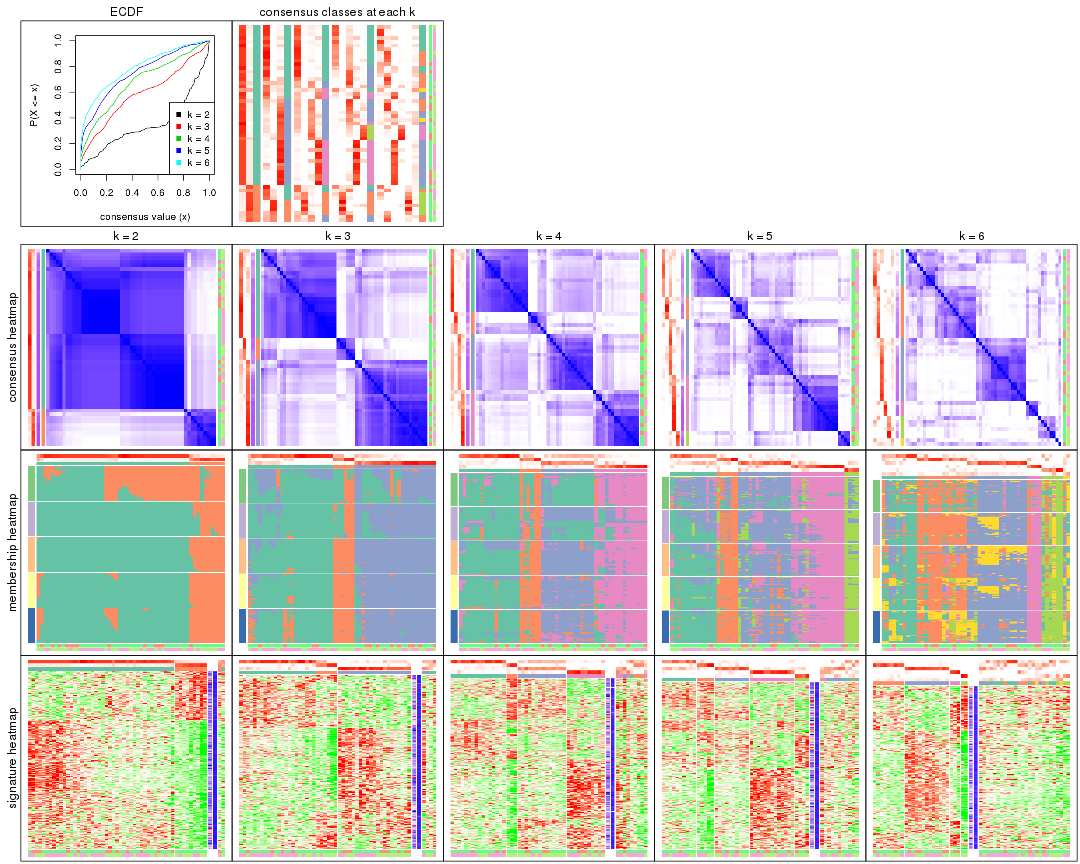 ECDF
consensus classes at each k
P(X <= x)
0.0 0.2 0.4 0.6 0.8 1.0
k = 2
k = 3
k = 4
k = 5
k = 6
0.0 0.2 0.4 0.6 0.8 1.0
consensus value (x)
k = 2 k = 3 k = 4 k = 5 k = 6
consensus heatmap
membership heatmap
signature heatmap